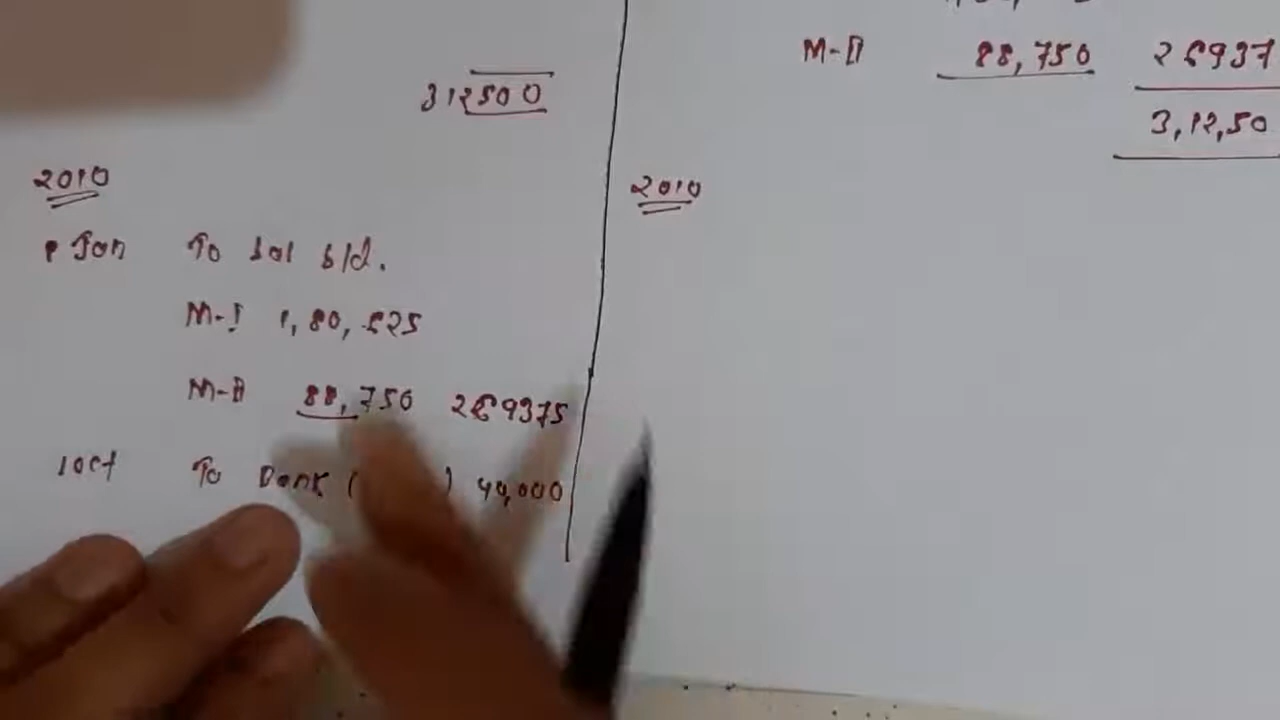 312500
2010
1 Jan To bal b/d.
M-I 1,80,625
M-II 88,750 269375
1 Oct To Bank ( ) 40,000
M-II 88,750 26937
3,12,50
2010